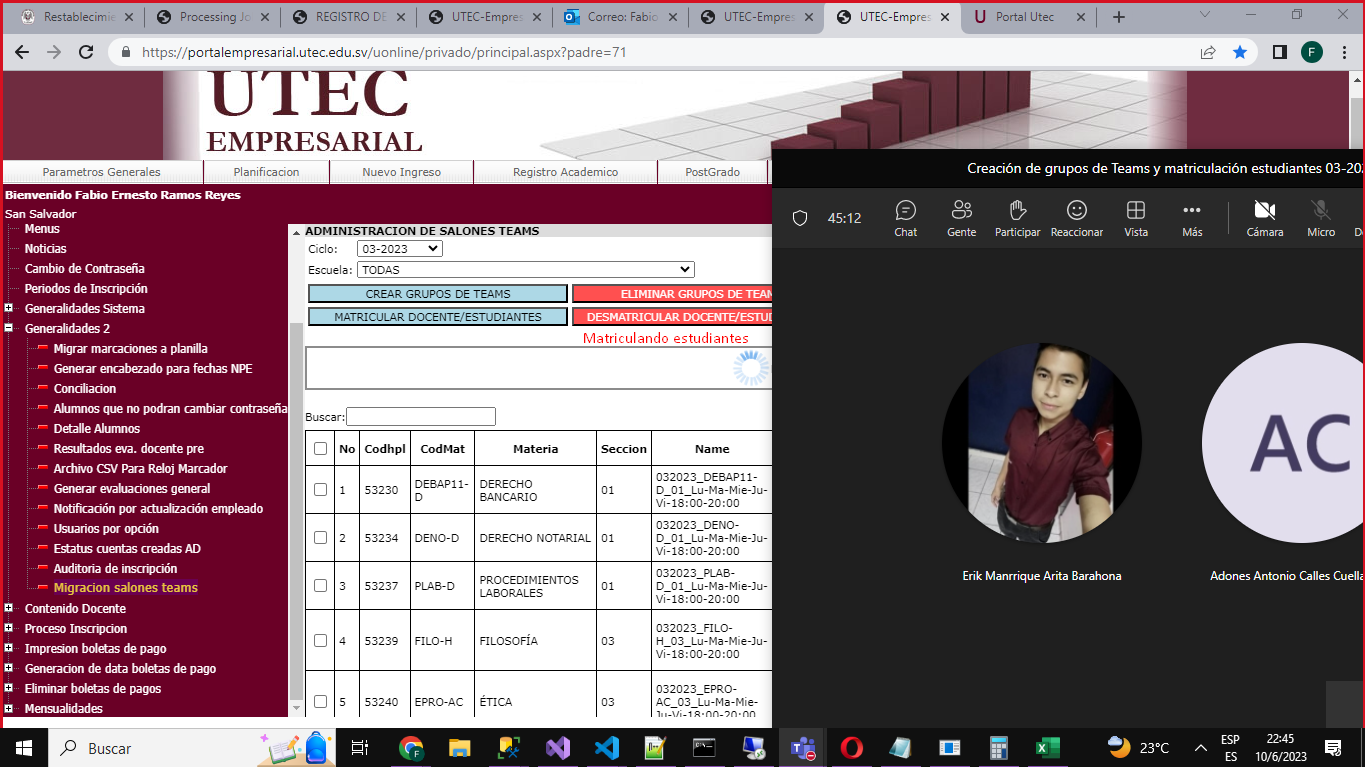 Restablecimie
Processing Jo
REGISTRO DE
UTEC-Empres
Correo: Fabio
UTEC-Empres
UTEC-Empres
Portal Utec
https://portalempresarial.utec.edu.sv/uonline/privado/principal.aspx?padre=71
F
UTEC
EMPRESARIAL
Parametros Generales
Planificacion
Nuevo Ingreso
Registro Academico
PostGrado
Bienvenido Fabio Ernesto Ramos Reyes
San Salvador
Menus
Noticias
Cambio de Contraseña
Periodos de Inscripción
Generalidades Sistema
Generalidades 2
Migrar marcaciones a planilla
Generar encabezado para fechas NPE
Conciliacion
Alumnos que no podran cambiar contraseña
Detalle Alumnos
Resultados eva. docente pre
Archivo CSV Para Reloj Marcador
Generar evaluaciones general
Notificación por actualización empleado
Usuarios por opción
Estatus cuentas creadas AD
Auditoria de inscripción
Migracion salones teams
Contenido Docente
Proceso Inscripcion
Impresion boletas de pago
Generacion de data boletas de pago
Eliminar boletas de pagos
Mensualidades
ADMINISTRACION DE SALONES TEAMS
Ciclo: 03-2023
Escuela: TODAS
CREAR GRUPOS DE TEAMS
ELIMINAR GRUPOS DE TEAM
MATRICULAR DOCENTE/ESTUDIANTES
DESMATRICULAR DOCENTE/ESTUD
Matriculando estudiantes
Buscar:
No Codhpl CodMat Materia Seccion Name
1 53230 DEBAP11-D DERECHO BANCARIO 01 032023_DEBAP11-D_01_Lu-Ma-Mie-Ju-Vi-18:00-20:00
2 53234 DENO-D DERECHO NOTARIAL 01 032023_DENO-D_01_Lu-Ma-Mie-Ju-Vi-18:00-20:00
3 53237 PLAB-D PROCEDIMIENTOS LABORALES 01 032023_PLAB-D_01_Lu-Ma-Mie-Ju-Vi-18:00-20:00
4 53239 FILO-H FILOSOFÍA 03 032023_FILO-H_03_Lu-Ma-Mie-Ju-Vi-18:00-20:00
5 53240 EPRO-AC ÉTICA 03 032023_EPRO-AC_03_Lu-Ma-Mie-Ju-Vi-18:00-20:00
Creación de grupos de Teams y matriculación estudiantes 03-202
45:12
Chat
Gente
Participar
Reaccionar
Vista
Más
Cámara
Micro
Erik Manrrique Arita Barahona
AC
Adones Antonio Calles Cuella
Buscar
23°C
ESP
ES
22:45
10/6/2023